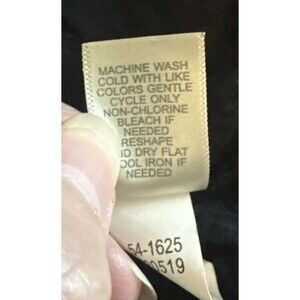 MACHINE WASH
COLD WITH LIKE
COLORS GENTLE
CYCLE ONLY
NON-CHLORINE
BLEACH IF
NEEDED
RESHAPE
DRY FLAT
IRON IF
NEEDED
54-1625
0519